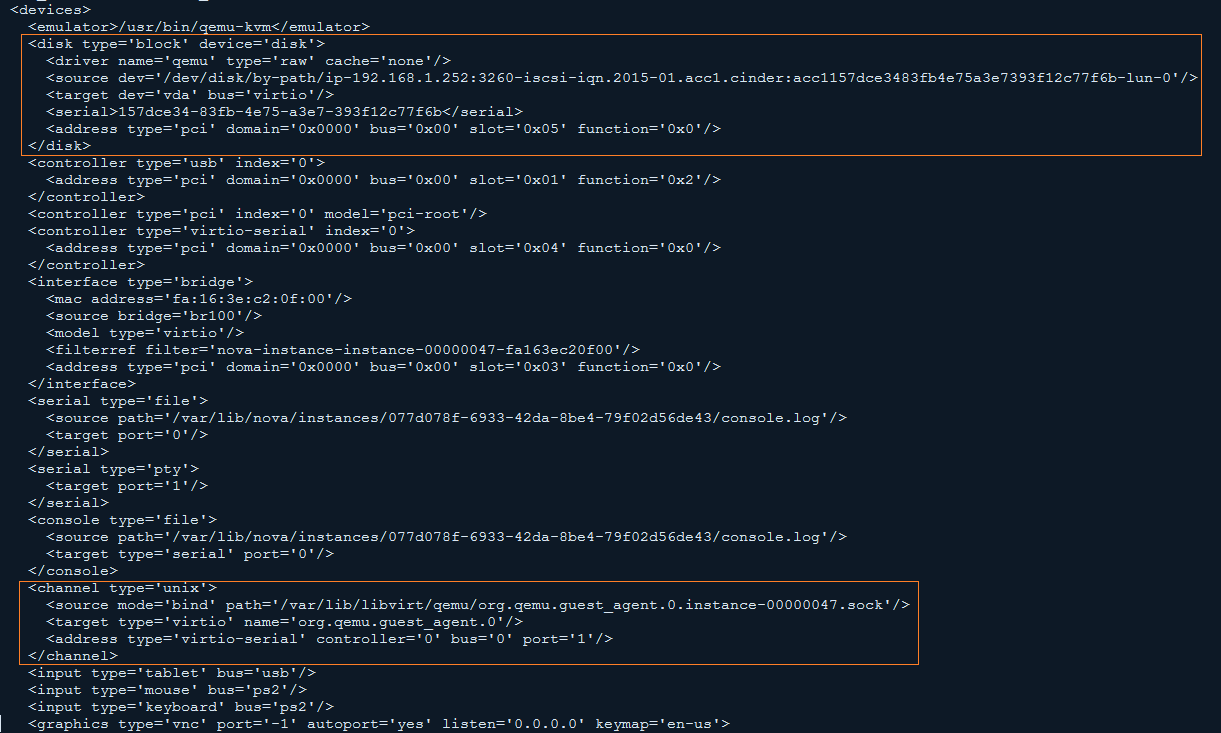 <devices>
<emulator>/usr/bin/qemu-kvm</emulator>
<disk type='block' device='disk'>
<driver name='qemu' type='raw' cache='none'/>
<source dev='/dev/disk/by-path/ip-192.168.1.252:3260-iscsi-iqn.2015-01.acc1.cinder:acc1157dce3483fb4e75a3e7393f12c77f6b-lun-0'/>
<target dev='vda' bus='virtio'/>
<serial>157dce34-83fb-4e75-a3e7-393f12c77f6b</serial>
<address type='pci' domain='0x0000' bus='0x00' slot='0x05' function='0x0'/>
</disk>
<controller type='usb' index='0'>
<address type='pci' domain='0x0000' bus='0x00' slot='0x01' function='0x2'/>
</controller>
<controller type='pci' index='0' model='pci-root'/>
<controller type='virtio-serial' index='0'>
<address type='pci' domain='0x0000' bus='0x00' slot='0x04' function='0x0'/>
</controller>
<interface type='bridge'>
<mac address='fa:16:3e:c2:0f:00'/>
<source bridge='br100'/>
<model type='virtio'/>
<filterref filter='nova-instance-instance-00000047-fa163ec20f00'/>
<address type='pci' domain='0x0000' bus='0x00' slot='0x03' function='0x0'/>
</interface>
<serial type='file'>
<source path='/var/lib/nova/instances/077d078f-6933-42da-8be4-79f02d56de43/console.log'/>
<target port='0'/>
</serial>
<serial type='pty'>
<target port='1'/>
</serial>
<console type='file'>
<source path='/var/lib/nova/instances/077d078f-6933-42da-8be4-79f02d56de43/console.log'/>
<target type='serial' port='0'/>
</console>
<channel type='unix'>
<source mode='bind' path='/var/lib/libvirt/qemu/org.qemu.guest_agent.0.instance-00000047.sock'/>
<target type='virtio' name='org.qemu.guest_agent.0'/>
<address type='virtio-serial' controller='0' bus='0' port='1'/>
</channel>
<input type='tablet' bus='usb'/>
<input type='mouse' bus='ps2'/>
<input type='keyboard' bus='ps2'/>
<graphics type='vnc' port='-1' autoport='yes' listen='0.0.0.0' keymap='en-us'>